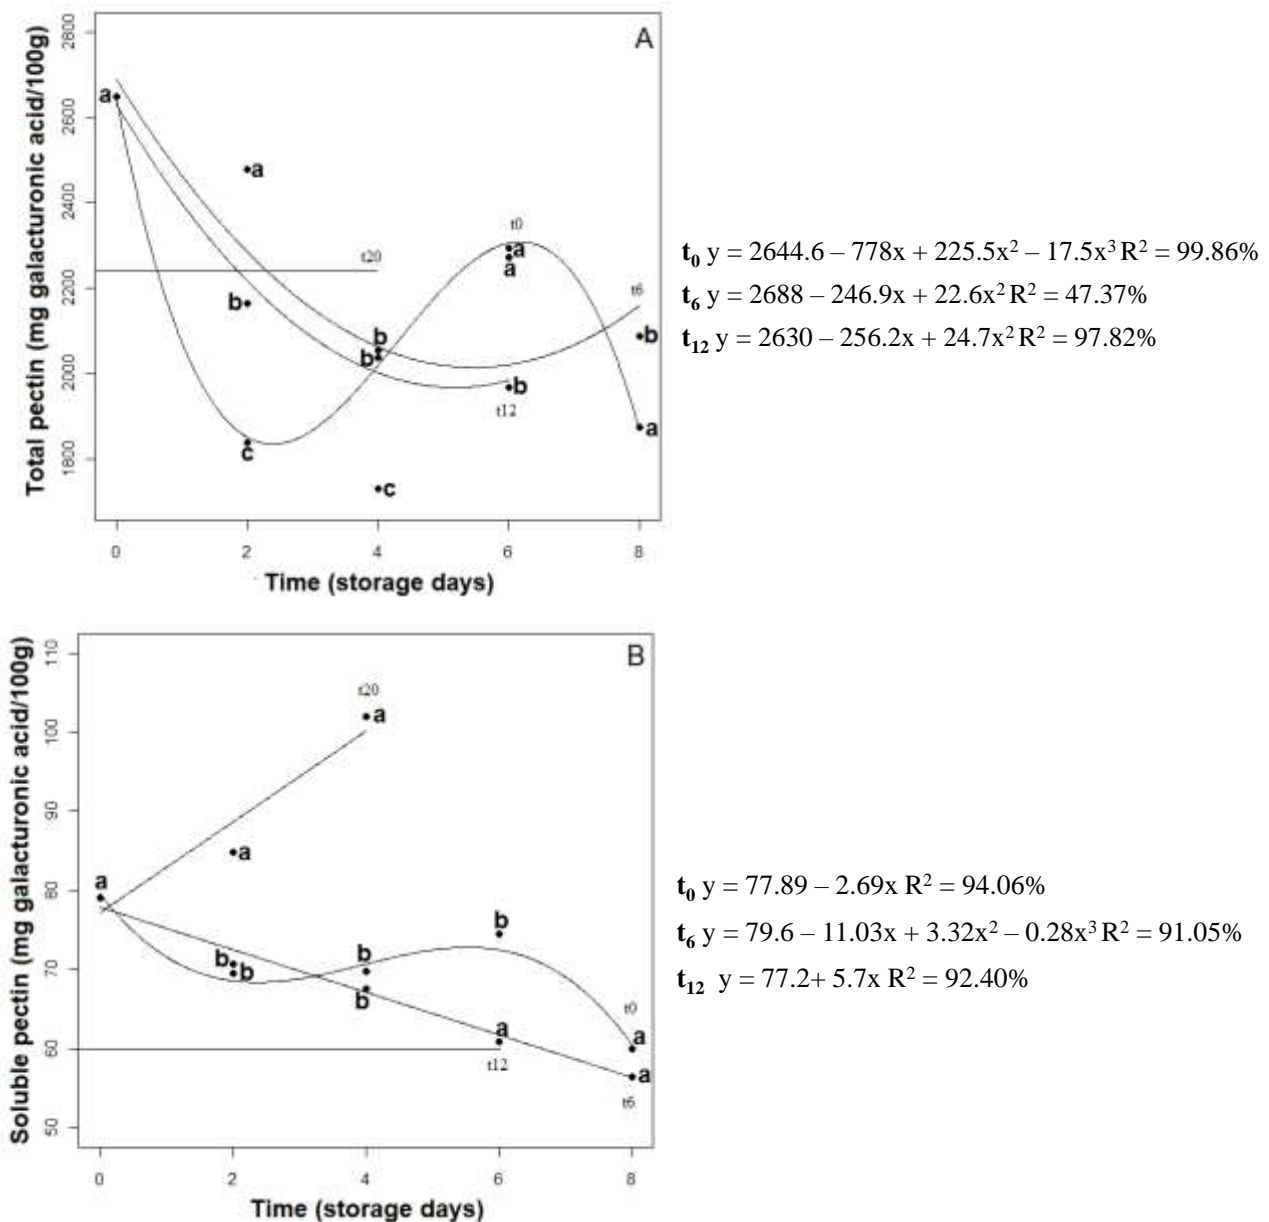 A
Total pectin (mg galacturonic acid/100g)
2800
2600
2400
2200
2000
1800
a
a
b
c
t20
b
b
c
t0
a
a
b
t12
t6
b
a
0 2 4 6 8
Time (storage days)
t0 y = 2644.6 – 778x + 225.5x² – 17.5x³ R² = 99.86%
t6 y = 2688 – 246.9x + 22.6x² R² = 47.37%
t12 y = 2630 – 256.2x + 24.7x² R² = 97.82%
B
Soluble pectin (mg galacturonic acid/100g)
110
100
90
80
70
60
50
a
t20
a
a
b
b
b
b
b
a
t12
t0
a
a
t6
0 2 4 6 8
Time (storage days)
t0 y = 77.89 – 2.69x R² = 94.06%
t6 y = 79.6 – 11.03x + 3.32x² – 0.28x³ R² = 91.05%
t12 y = 77.2+ 5.7x R² = 92.40%